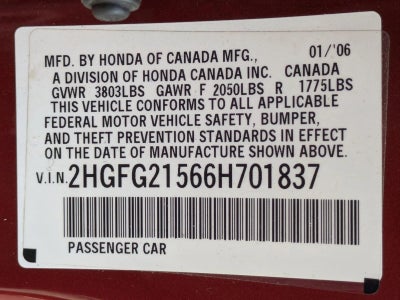 MFD. BY HONDA OF CANADA MFG., 01/'06
A DIVISION OF HONDA CANADA INC. CANADA
GVWR 3803LBS GAWR F 2050LBS R 1775LBS
THIS VEHICLE CONFORMS TO ALL APPLICABLE
FEDERAL MOTOR VEHICLE SAFETY, BUMPER,
AND THEFT PREVENTION STANDARDS IN EFFECT
ON THE DATE OF MANUFACTURE SHOWN ABOVE.
V.I.N. 2HGFG21566H701837
PASSENGER CAR